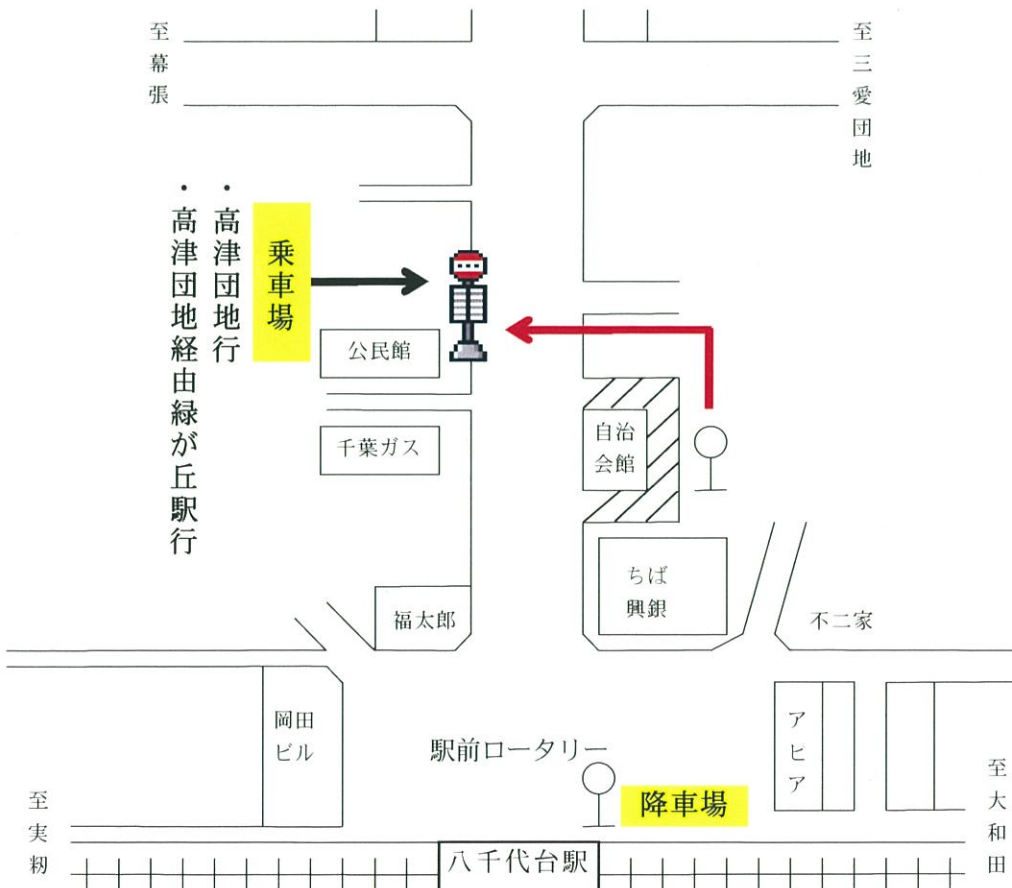 至幕張
至三愛団地
・高津団地行
・高津団地経由緑が丘駅行
乗車場
公民館
千葉ガス
自治
会館
ちば
興銀
福太郎
不二家
岡田
ビル
駅前ロータリー
アピア
降車場
至実籾
至大和田
八千代台駅